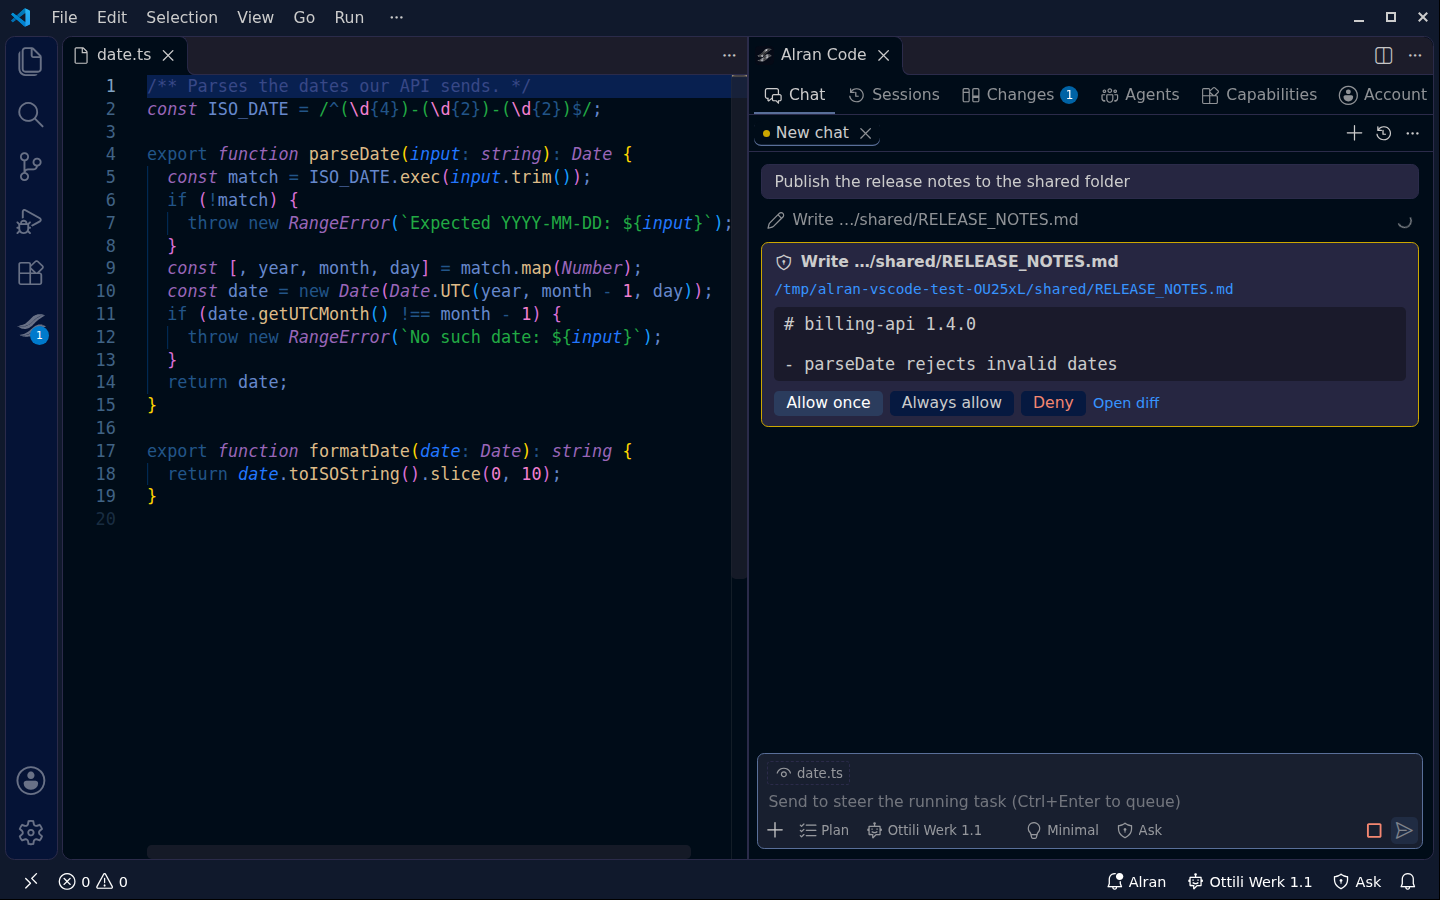 File Edit Selection View Go Run ···
date.ts
1 /** Parses the dates our API sends. */
2 const ISO_DATE = /^(\d{4})-(\d{2})-(\d{2})$/;
3
4 export function parseDate(input: string): Date {
5 const match = ISO_DATE.exec(input.trim());
6 if (!match) {
7 throw new RangeError(`Expected YYYY-MM-DD: ${input}`);
8 }
9 const [, year, month, day] = match.map(Number);
10 const date = new Date(Date.UTC(year, month - 1, day));
11 if (date.getUTCMonth() !== month - 1) {
12 throw new RangeError(`No such date: ${input}`);
13 }
14 return date;
15 }
16
17 export function formatDate(date: Date): string {
18 return date.toISOString().slice(0, 10);
19 }
20
1
Alran Code
Chat Sessions Changes 1 Agents Capabilities Account
New chat
Publish the release notes to the shared folder
Write .../shared/RELEASE_NOTES.md
Write .../shared/RELEASE_NOTES.md
/tmp/alran-vscode-test-OU25xL/shared/RELEASE_NOTES.md
# billing-api 1.4.0
- parseDate rejects invalid dates
Allow once Always allow Deny Open diff
date.ts
Send to steer the running task (Ctrl+Enter to queue)
Plan Ottili Werk 1.1 Minimal Ask
0 0 Alran Ottili Werk 1.1 Ask